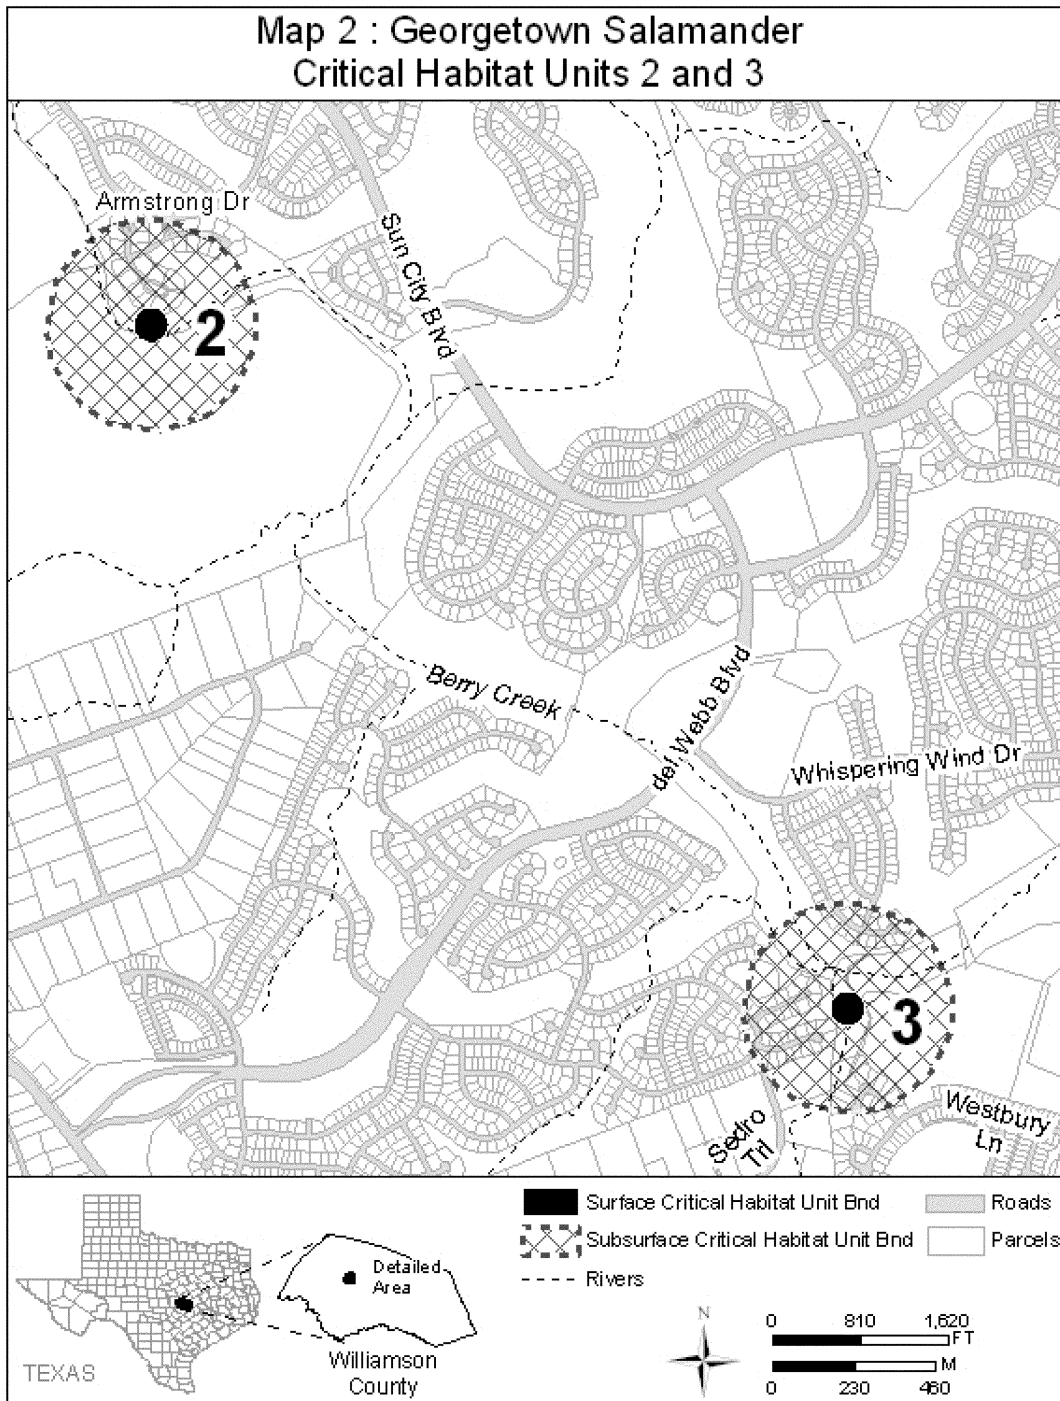 Map 2 : Georgetown Salamander
Critical Habitat Units 2 and 3
Armstrong Dr
Sun City Blvd
2
Berry Creek
del Webb Blvd
Whispering Wind Dr
3
Sedro
Trl
Westbury
Ln
Surface Critical Habitat Unit Bnd
Roads
Subsurface Critical Habitat Unit Bnd
Parcels
Rivers
Detailed
Area
TEXAS
Williamson
County
N
0 810 1,620
FT
M
0 230 460